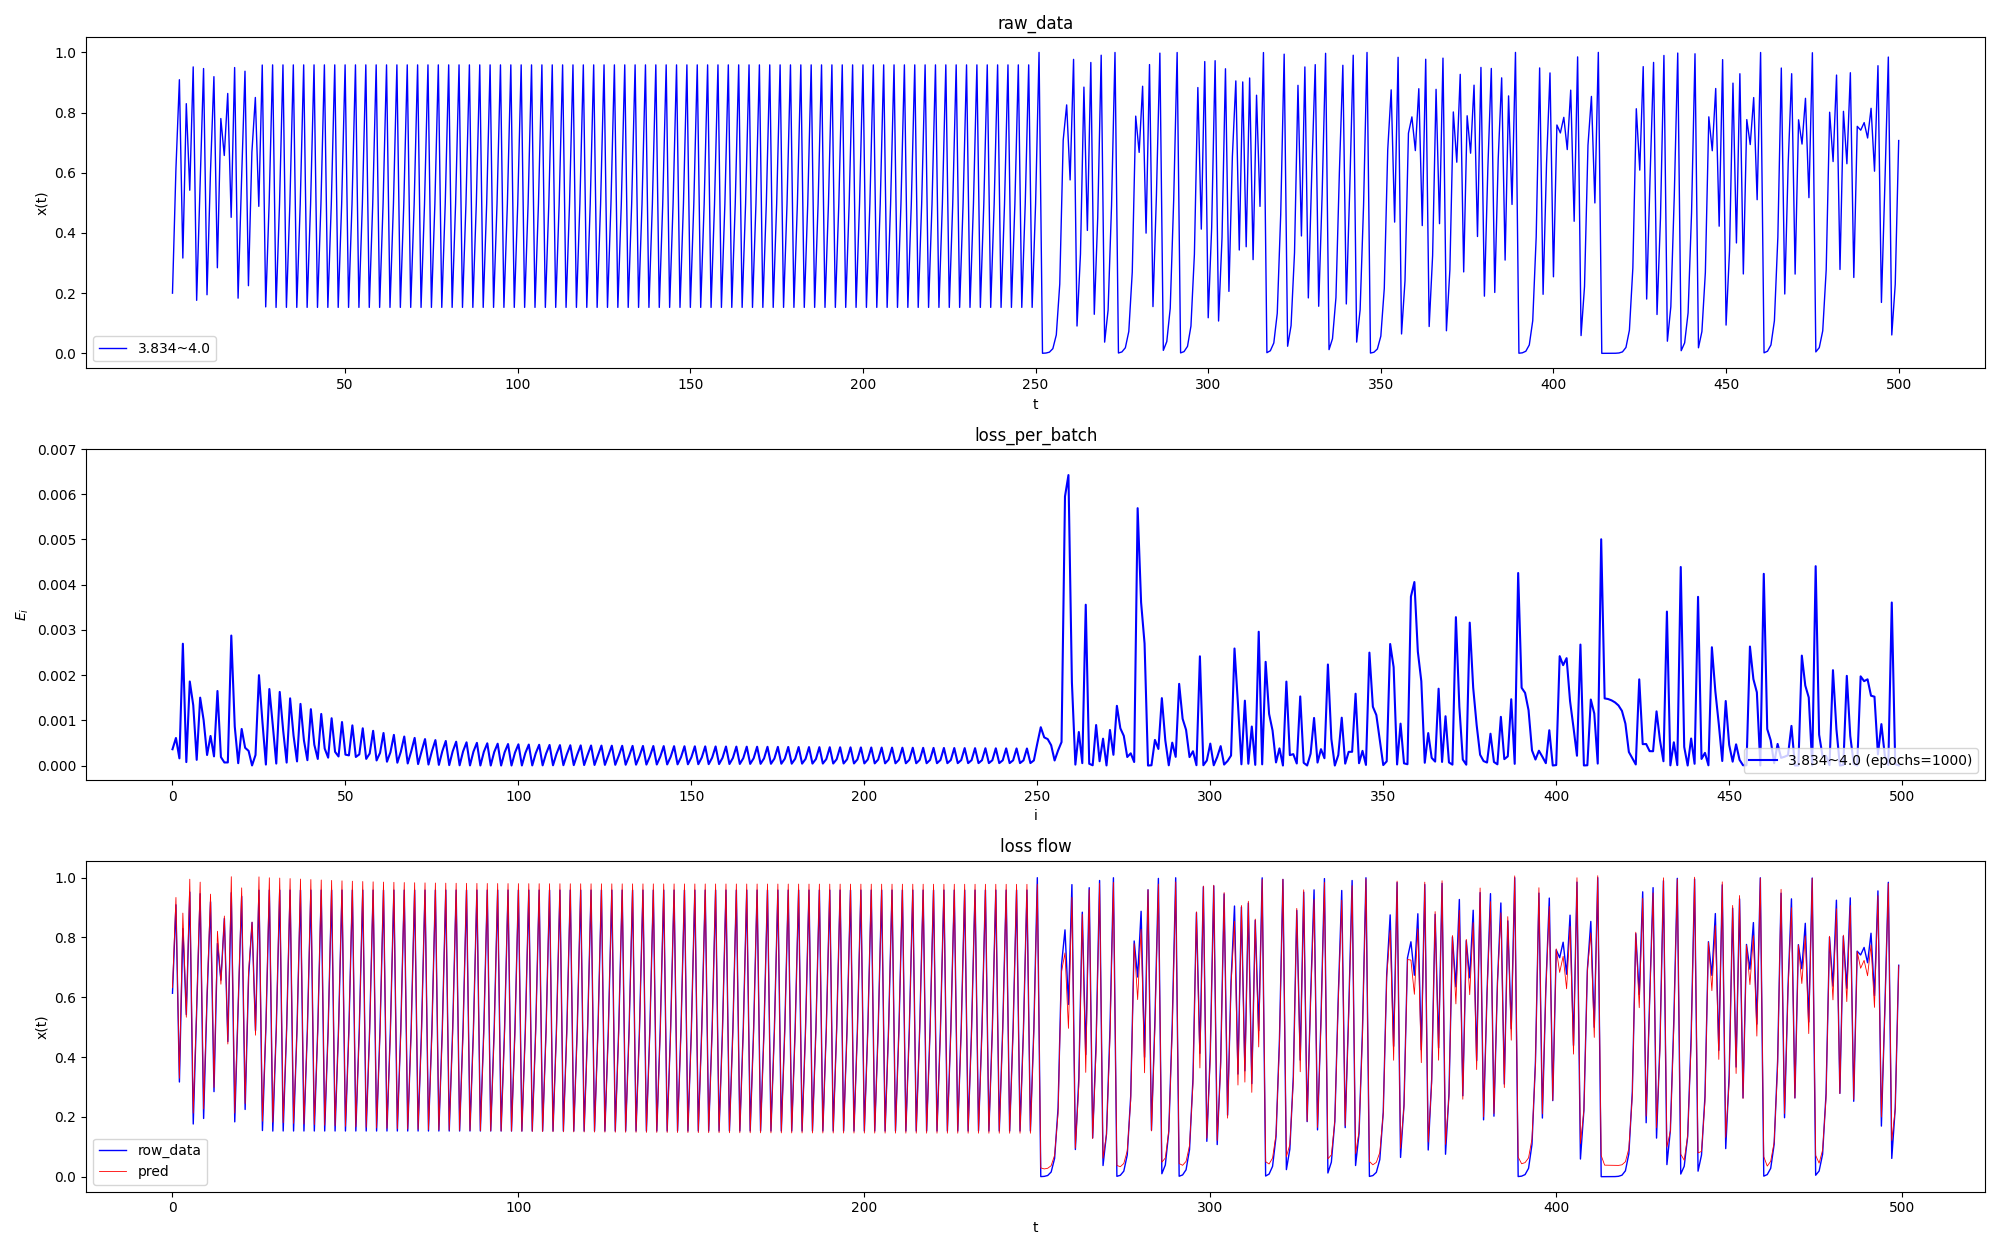 raw_data
x(t)
1.0
0.8
0.6
0.4
0.2
0.0
3.834~4.0
50 100 150 200 250 300 350 400 450 500
t
loss_per_batch
E_i
0.007
0.006
0.005
0.004
0.003
0.002
0.001
0.000
3.834~4.0 (epochs=1000)
0 50 100 150 200 250 300 350 400 450 500
i
loss flow
x(t)
1.0
0.8
0.6
0.4
0.2
0.0
row_data
pred
0 100 200 300 400 500
t